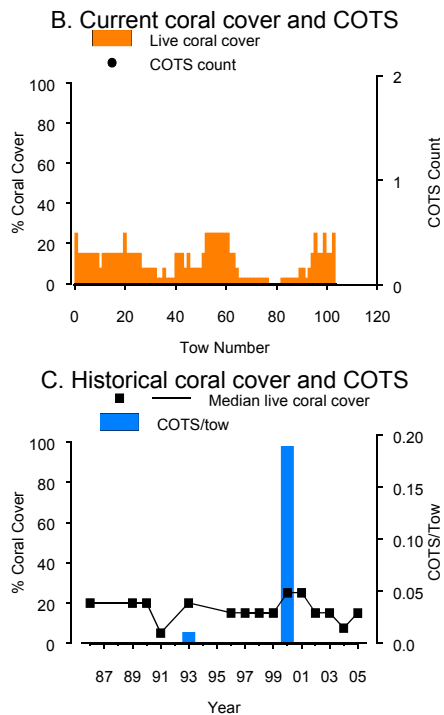 B. Current coral cover and COTS
Live coral cover
COTS count
100
80
60
40
20
0
% Coral Cover
2
1
0
COTS Count
0 20 40 60 80 100 120
Tow Number
C. Historical coral cover and COTS
Median live coral cover
COTS/tow
100
80
60
40
20
0
% Coral Cover
0.20
0.15
0.10
0.05
0.0
COTS/Tow
87 89 91 93 95 97 99 01 03 05
Year